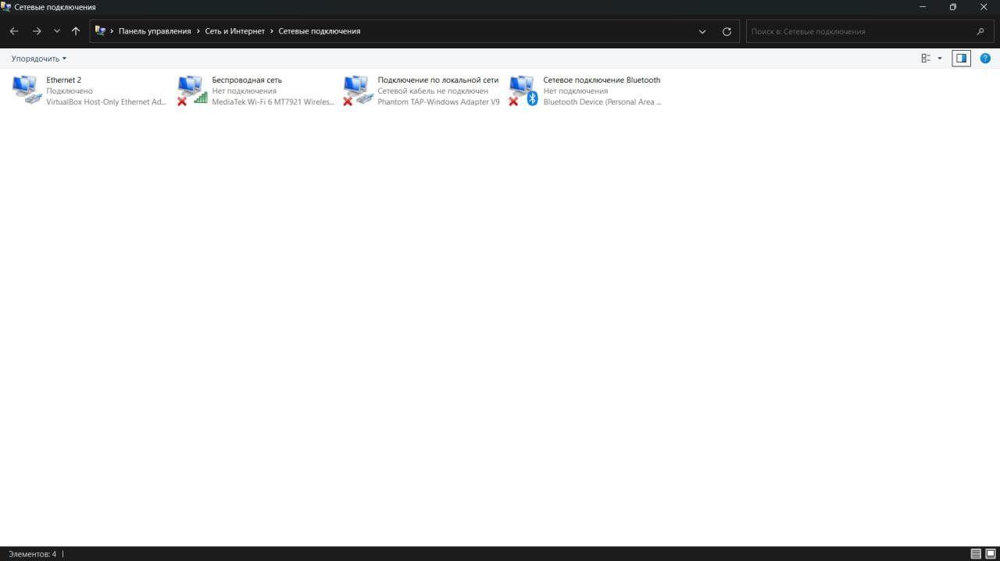 Сетевые подключения
Панель управления > Сеть и Интернет > Сетевые подключения
Поиск в: Сетевые подключения
Упорядочить
Ethernet 2
Подключено
VirtualBox Host-Only Ethernet Ad...
Беспроводная сеть
Нет подключения
MediaTek Wi-Fi 6 MT7921 Wireles...
Подключение по локальной сети
Сетевой кабель не подключен
Phantom TAP-Windows Adapter V9
Сетевое подключение Bluetooth
Нет подключения
Bluetooth Device (Personal Area ...
Элементов: 4